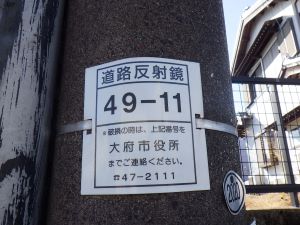 道路反射鏡
49-11
※破損の時は、上記番号を
大府市役所
までご連絡ください。
☎47-2111